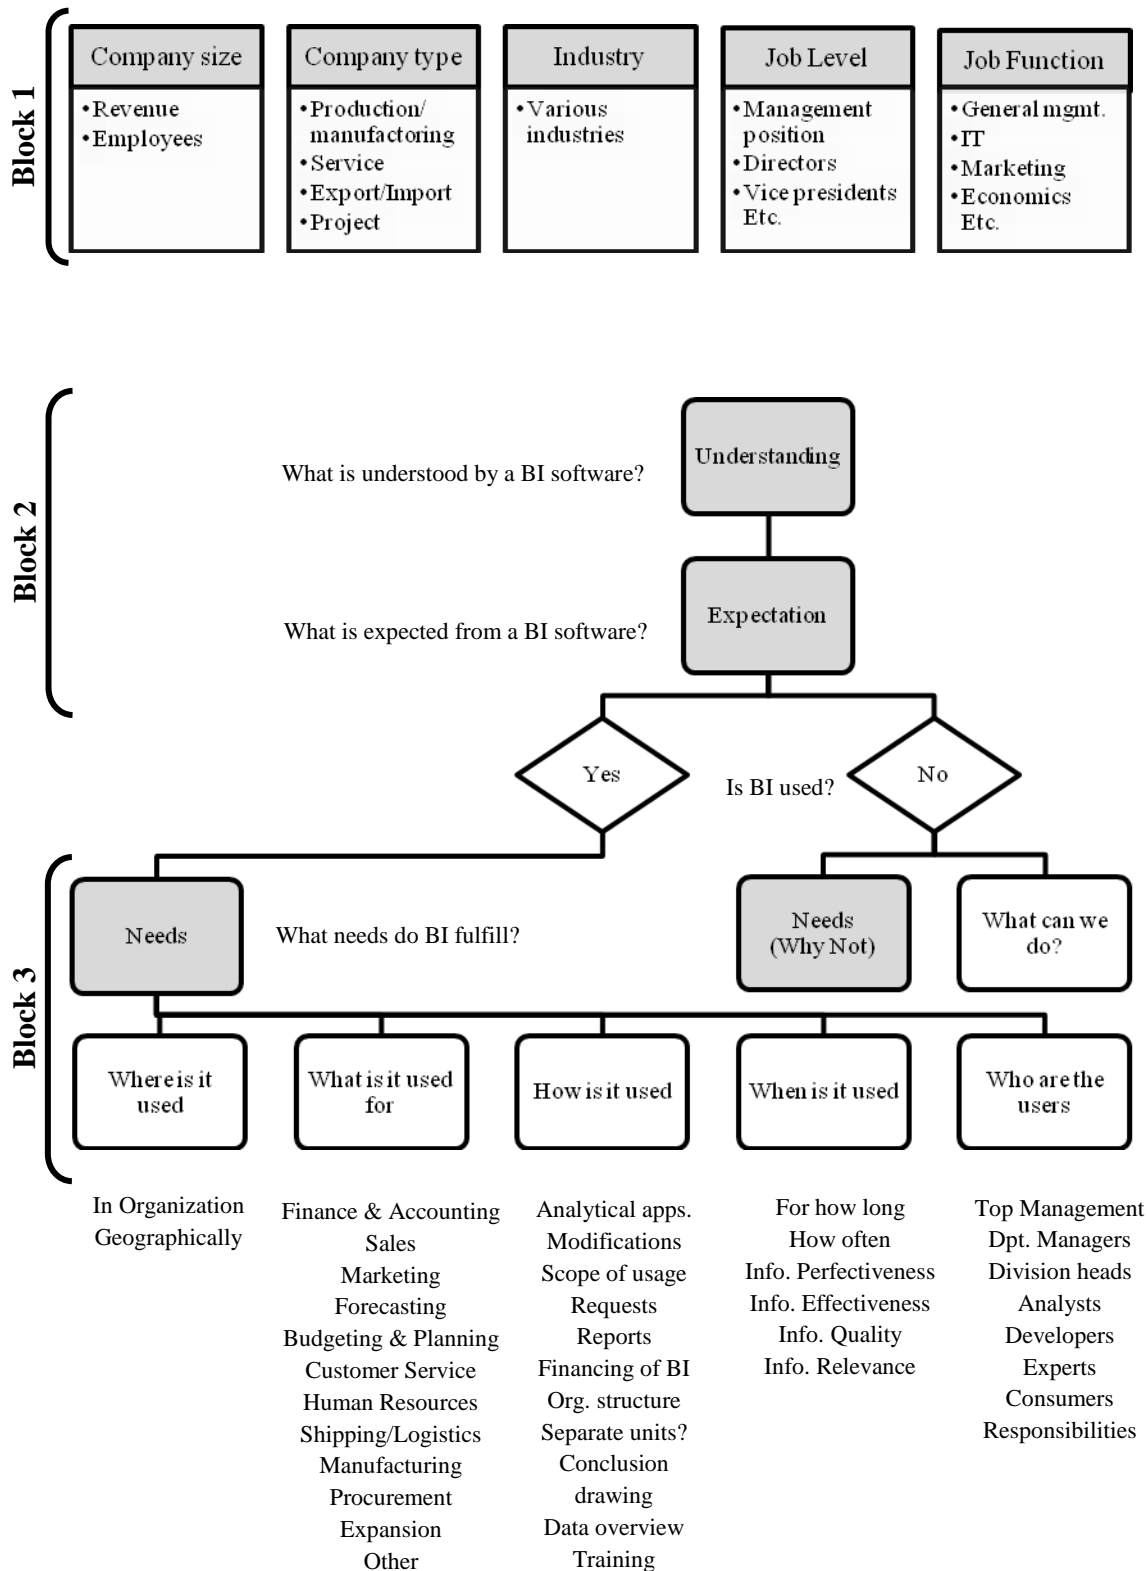 Block 1
Company size
•Revenue
•Employees
Company type
•Production/
manufactoring
•Service
•Export/Import
•Project
Industry
•Various
industries
Job Level
•Management
position
•Directors
•Vice presidents
Etc.
Job Function
•General mgmt.
•IT
•Marketing
•Economics
Etc.
Block 2
What is understood by a BI software?
Understanding
What is expected from a BI software?
Expectation
Yes
Is BI used?
No
Block 3
Needs
What needs do BI fulfill?
Needs
(Why Not)
What can we
do?
Where is it
used
What is it used
for
How is it used
When is it used
Who are the
users
In Organization
Geographically
Finance & Accounting
Sales
Marketing
Forecasting
Budgeting & Planning
Customer Service
Human Resources
Shipping/Logistics
Manufacturing
Procurement
Expansion
Other
Analytical apps.
Modifications
Scope of usage
Requests
Reports
Financing of BI
Org. structure
Separate units?
Conclusion
drawing
Data overview
Training
For how long
How often
Info. Perfectiveness
Info. Effectiveness
Info. Quality
Info. Relevance
Top Management
Dpt. Managers
Division heads
Analysts
Developers
Experts
Consumers
Responsibilities